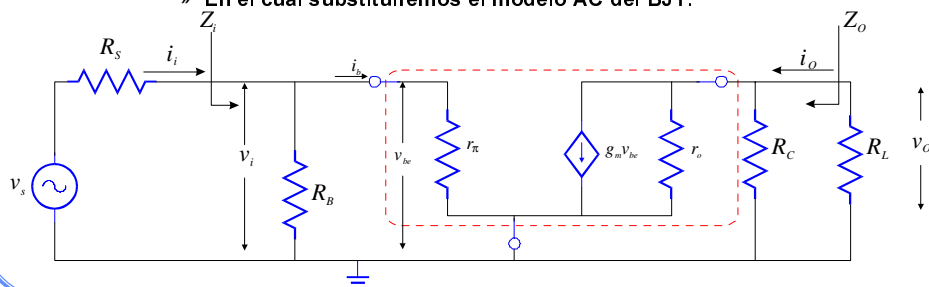 » En el cual substituiremos el modelo AC del BJT:
Z_i
Z_O
R_S
i_i
i_b
i_O
v_s
v_i
R_B
v_be
r_π
g_m v_be
r_o
R_C
R_L
v_O